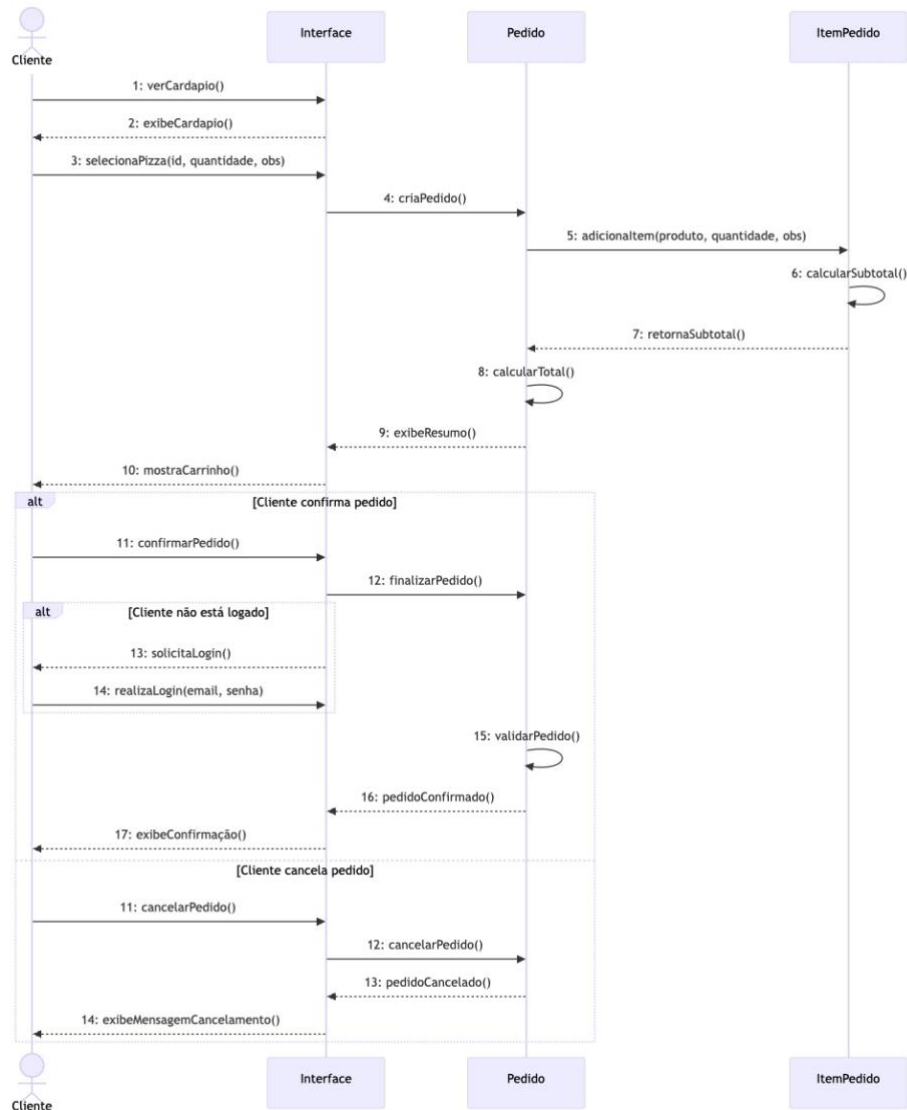 Cliente
Interface
Pedido
ItemPedido
1: verCardapio()
2: exibeCardapio()
3: selecionaPizza(id, quantidade, obs)
4: criaPedido()
5: adicionaItem(produto, quantidade, obs)
6: calcularSubtotal()
7: retornaSubtotal()
8: calcularTotal()
9: exibeResumo()
10: mostraCarrinho()
alt
[Cliente confirma pedido]
11: confirmarPedido()
12: finalizarPedido()
alt
[Cliente não está logado]
13: solicitaLogin()
14: realizaLogin(email, senha)
15: validarPedido()
16: pedidoConfirmado()
17: exibeConfirmação()
[Cliente cancela pedido]
11: cancelarPedido()
12: cancelarPedido()
13: pedidoCancelado()
14: exibeMensagemCancelamento()
Cliente
Interface
Pedido
ItemPedido